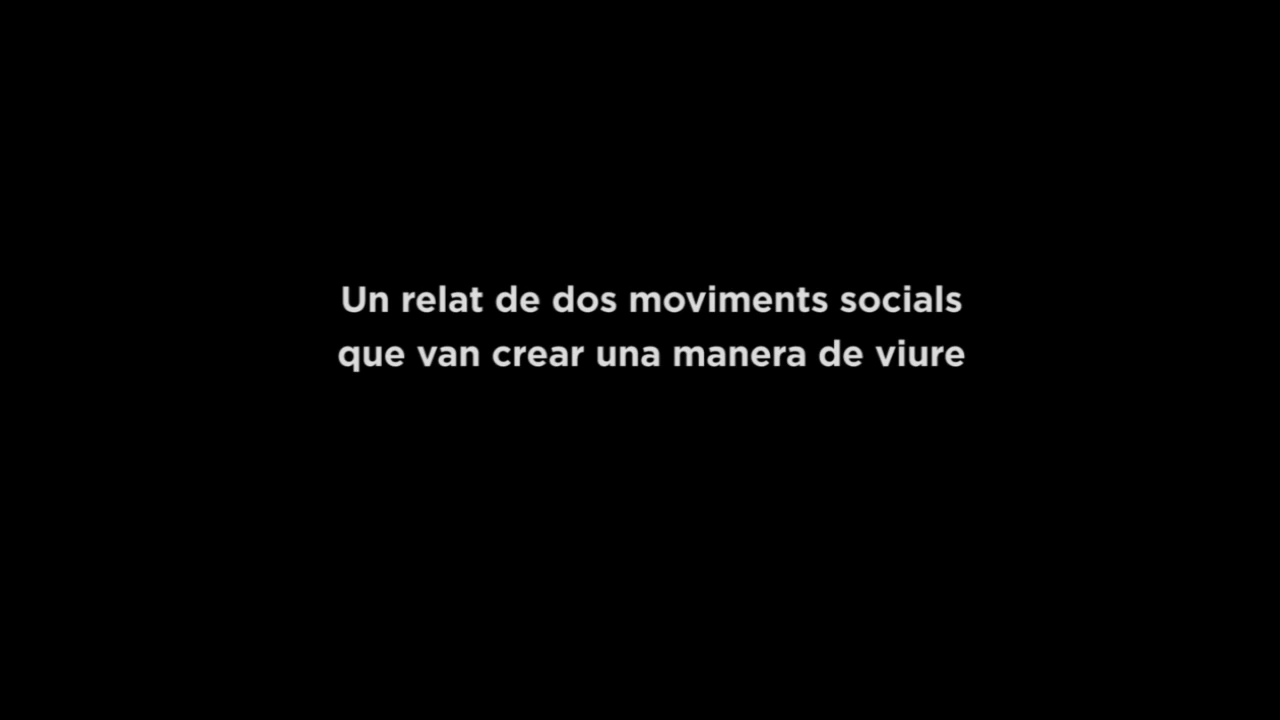 Un relat de dos moviments socials
que van crear una manera de viure